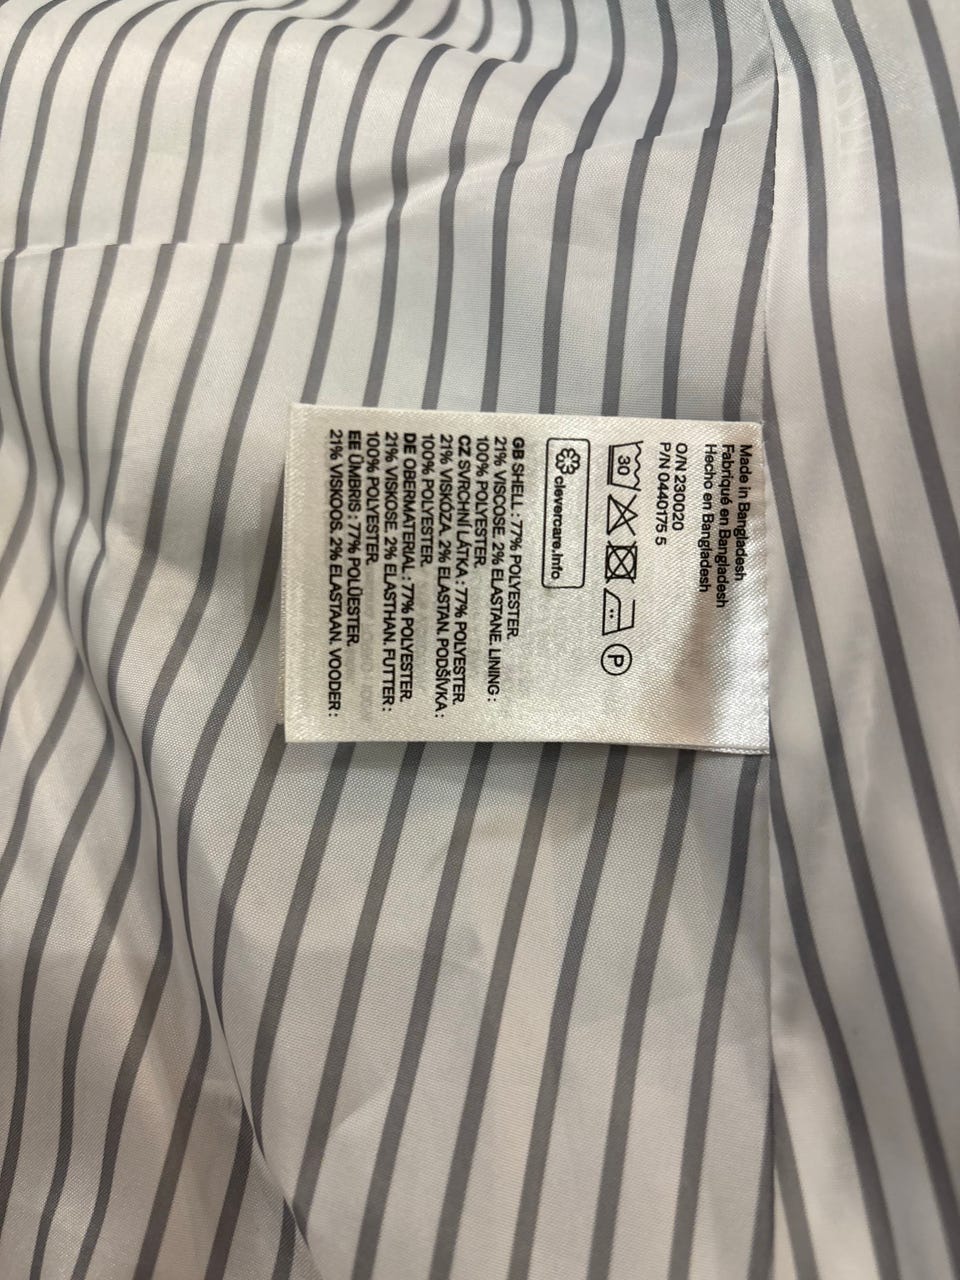 Made in Bangladesh
Fabriqué en Bangladesh
Hecho en Bangladesh
O/N 230020
P/N 0440175 5
30
P
clevercare.info
GB SHELL : 77% POLYESTER.
21% VISCOSE. 2% ELASTANE. LINING :
100% POLYESTER.
CZ SVRCHNÍ LÁTKA : 77% POLYESTER.
21% VISKÓZA. 2% ELASTAN. PODŠÍVKA :
100% POLYESTER.
DE OBERMATERIAL : 77% POLYESTER.
21% VISKOSE. 2% ELASTHAN. FUTTER :
100% POLYESTER.
EE ÜMBRIS : 77% POLÜESTER.
21% VISKOOS. 2% ELASTAAN. VOODER :